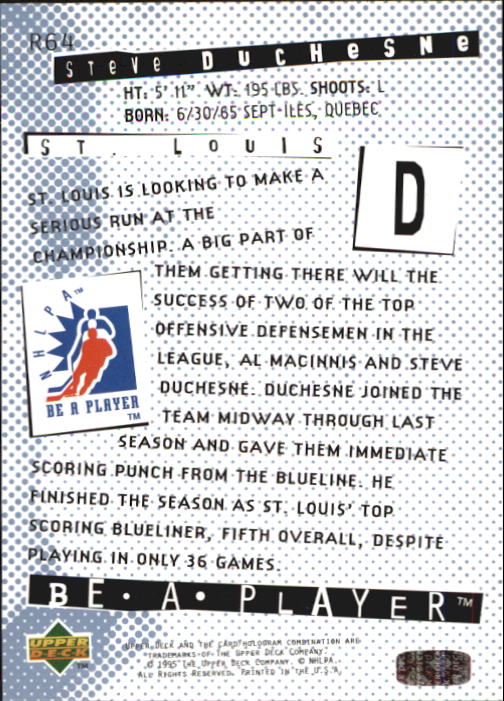 R64
STeVe DUCHeSNe
HT: 5' 11" WT: 195 LBS. SHOOTS: L
BORN: 6/30/65 SEPT-ILES, QUEBEC
ST. LOUIS
D
ST. LOUIS IS LOOKING TO MAKE A
SERIOUS RUN AT THE
CHAMPIONSHIP. A BIG PART OF
THEM GETTING THERE WILL THE
SUCCESS OF TWO OF THE TOP
OFFENSIVE DEFENSEMEN IN THE
LEAGUE, AL MACINNIS AND STEVE
DUCHESNE. DUCHESNE JOINED THE
TEAM MIDWAY THROUGH LAST
SEASON AND GAVE THEM IMMEDIATE
SCORING PUNCH FROM THE BLUELINE. HE
FINISHED THE SEASON AS ST. LOUIS' TOP
SCORING BLUELINER, FIFTH OVERALL, DESPITE
PLAYING IN ONLY 36 GAMES.
NHLPA™
BE A PLAYER
™
BE • A • PLAYER™
UPPER DECK
™
UPPER DECK AND THE CARD/HOLOGRAM COMBINATION ARE
TRADEMARKS OF THE UPPER DECK COMPANY.
© 1995 THE UPPER DECK COMPANY. © NHLPA.
ALL RIGHTS RESERVED. PRINTED IN THE U.S.A.